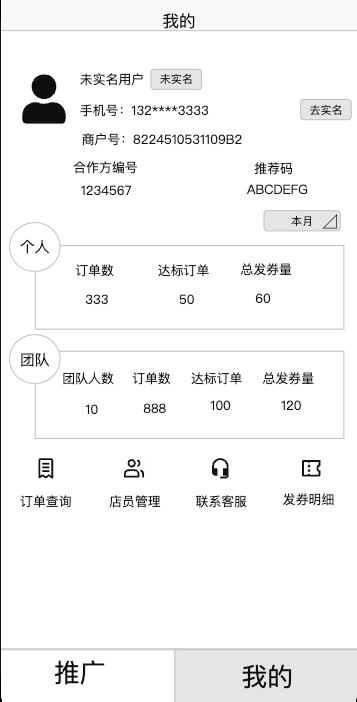 我的
未实名用户 未实名
手机号：132****3333 去实名
商户号：8224510531109B2
合作方编号 推荐码
1234567 ABCDEFG
本月
个人
订单数 达标订单 总发券量
333 50 60
团队
团队人数 订单数 达标订单 总发券量
10 888 100 120
订单查询 店员管理 联系客服 发券明细
推广 我的